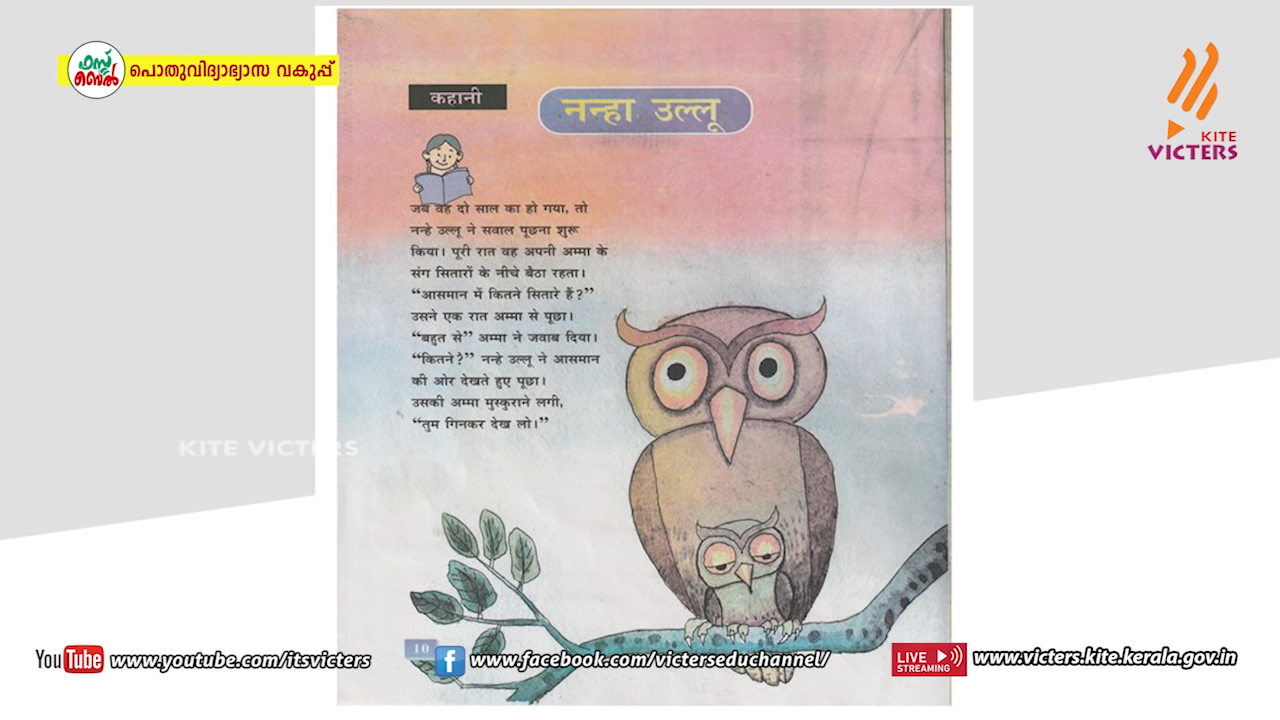 ഫസ്റ്റ്
ബെൽ
പൊതുവിദ്യാഭ്യാസ വകുപ്പ്
KITE
VICTERS
कहानी
नन्हा उल्लू
जब वह दो साल का हो गया, तो
नन्हे उल्लू ने सवाल पूछना शुरू
किया। पूरी रात वह अपनी अम्मा के
संग सितारों के नीचे बैठा रहता।
“आसमान में कितने सितारे हैं?”
उसने एक रात अम्मा से पूछा।
“बहुत से” अम्मा ने जवाब दिया।
“कितने?” नन्हे उल्लू ने आसमान
की ओर देखते हुए पूछा।
उसकी अम्मा मुस्कुराने लगी,
“तुम गिनकर देख लो।”
KITE VICTERS
10
YouTube www.youtube.com/itsvicters
f www.facebook.com/victerseduchannel/
LIVE
STREAMING
www.victers.kite.kerala.gov.in